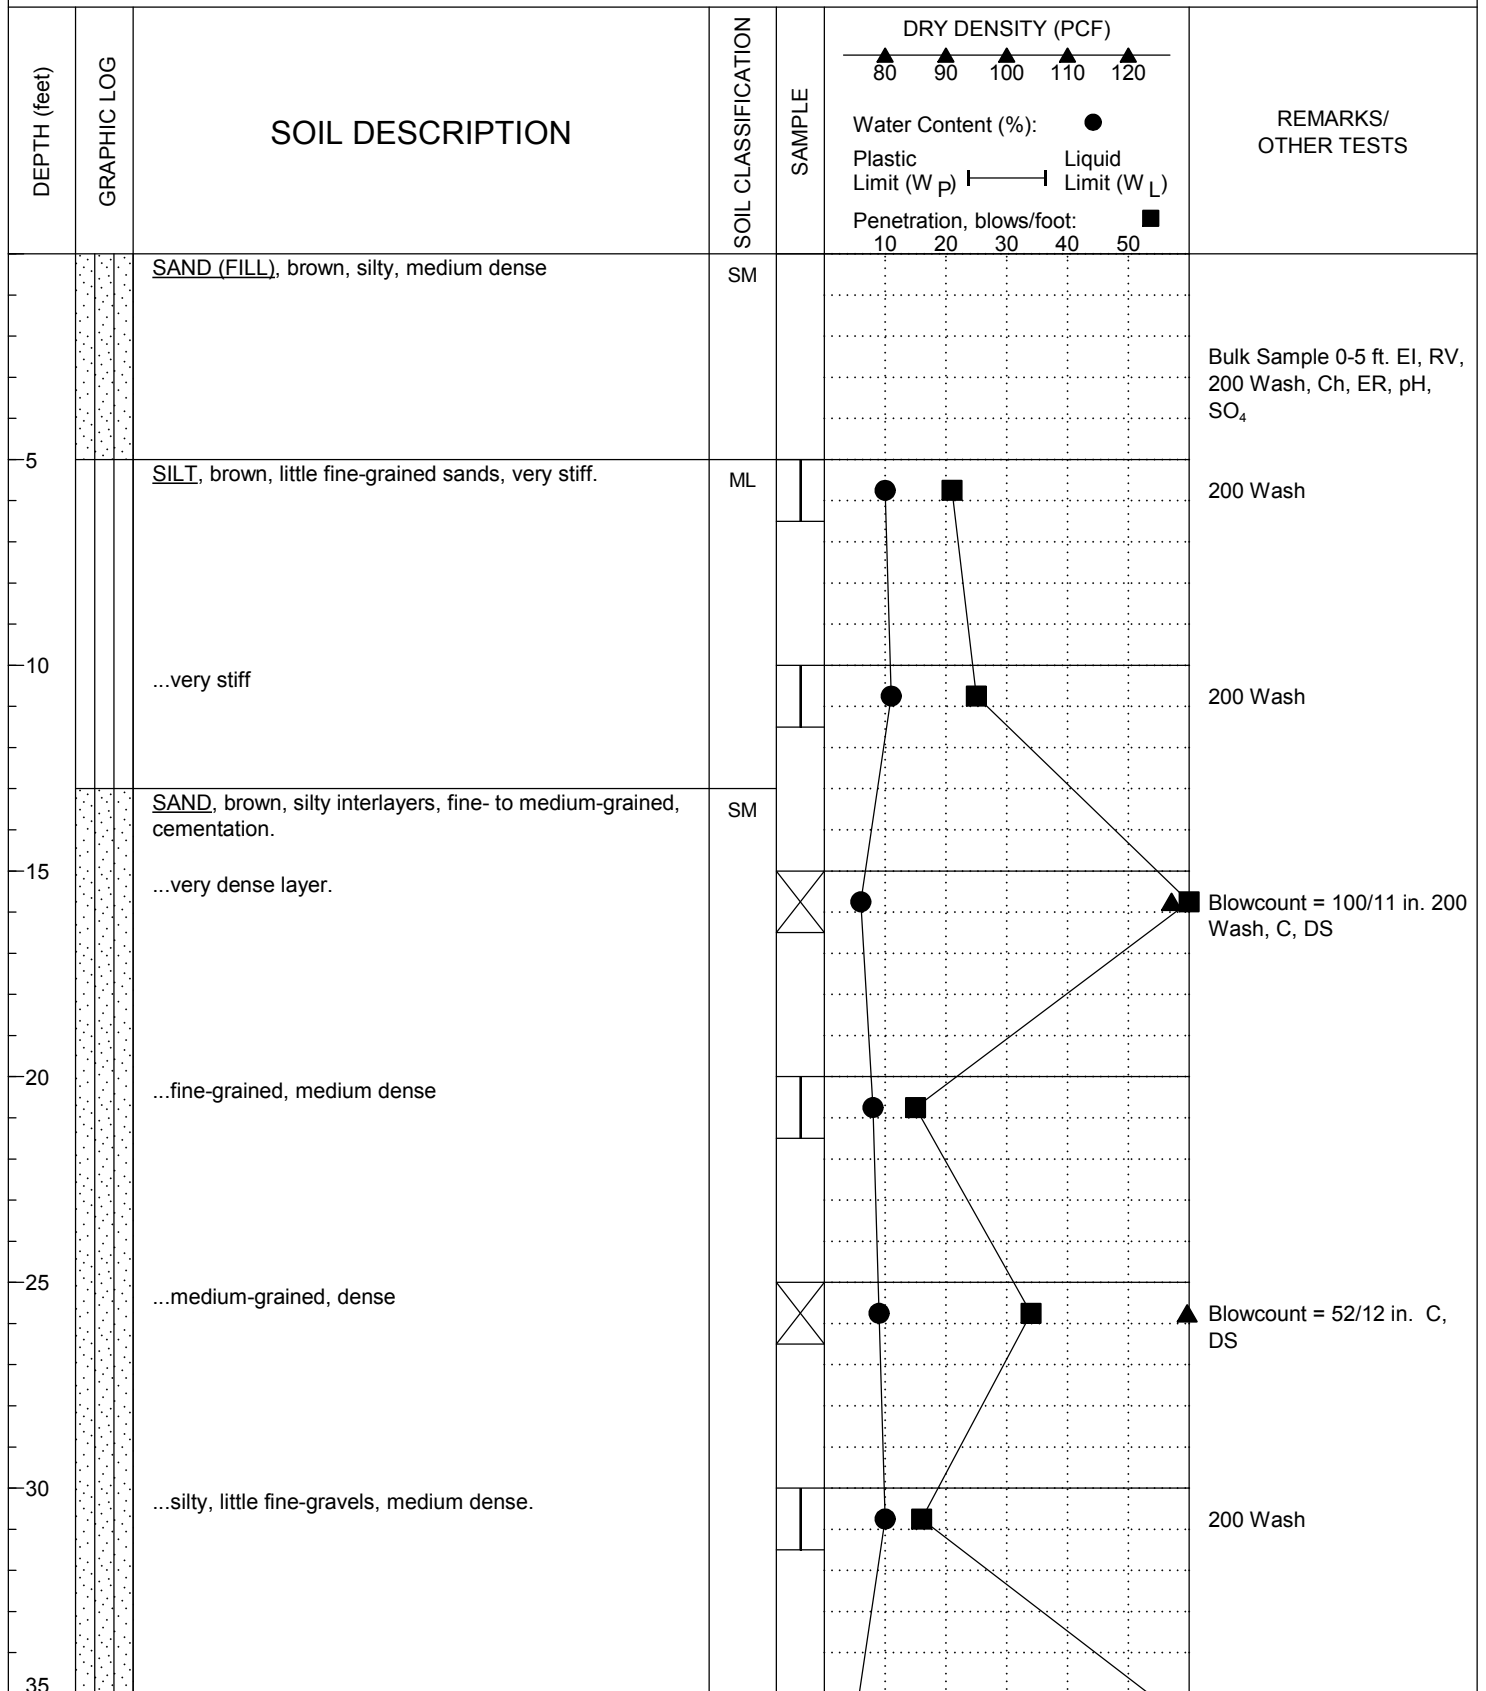 DEPTH (feet)
GRAPHIC LOG
SOIL DESCRIPTION
SOIL CLASSIFICATION
SAMPLE
DRY DENSITY (PCF)
80 90 100 110 120
Water Content (%):
Plastic Limit (W P)
Liquid Limit (W L)
Penetration, blows/foot:
10 20 30 40 50
REMARKS/
OTHER TESTS
SAND (FILL), brown, silty, medium dense
SM
Bulk Sample 0-5 ft. EI, RV,
200 Wash, Ch, ER, pH,
SO₄
5
SILT, brown, little fine-grained sands, very stiff.
ML
200 Wash
10
...very stiff
200 Wash
SAND, brown, silty interlayers, fine- to medium-grained,
cementation.
SM
15
...very dense layer.
Blowcount = 100/11 in. 200
Wash, C, DS
20
...fine-grained, medium dense
25
...medium-grained, dense
Blowcount = 52/12 in. C,
DS
30
...silty, little fine-gravels, medium dense.
200 Wash
35